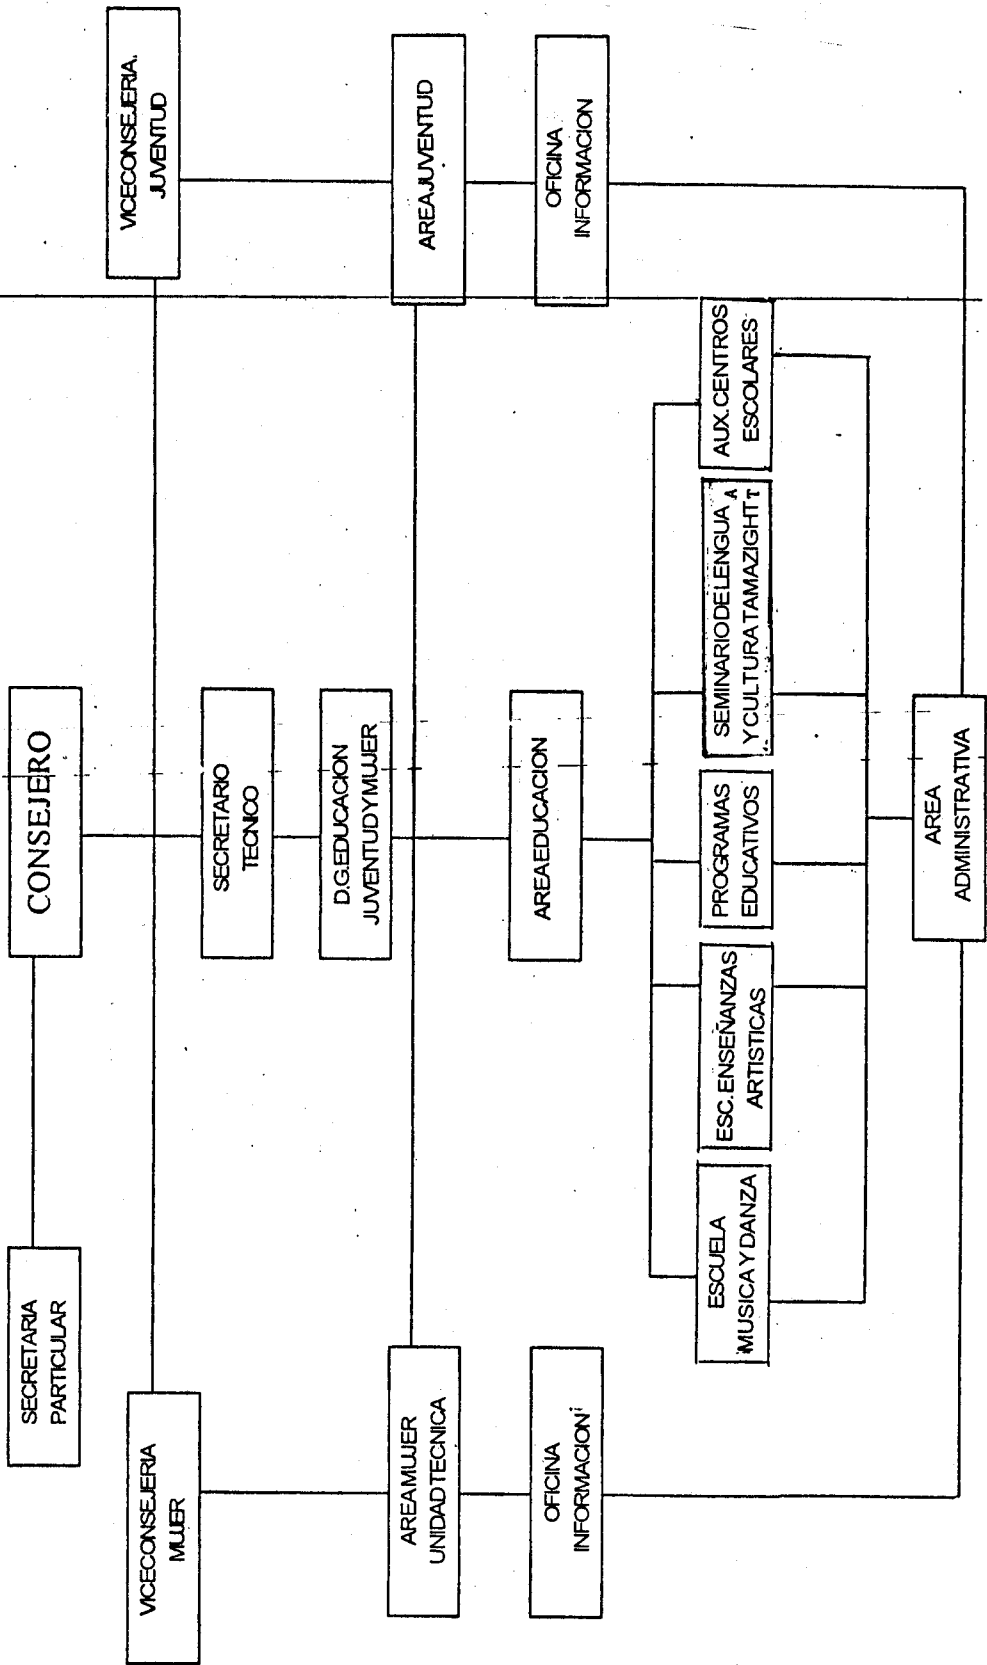 CONSEJERO
SECRETARIA
PARTICULAR
VICECONSEJERIA
MUJER
VICECONSEJERIA.
JUVENTUD
SECRETARIO
TECNICO
D.G.EDUCACION
JUVENTUD Y MUJER
AREA MUJER
UNIDAD TECNICA
AREA JUVENTUD
OFICINA
INFORMACION
AREA EDUCACION
OFICINA
INFORMACION
ESCUELA
MUSICA Y DANZA
ESC. ENSEÑANZAS
ARTISTICAS
PROGRAMAS
EDUCATIVOS
SEMINARIO DE LENGUA A
Y CULTURA TAMAZIGHT T
AUX. CENTROS
ESCOLARES
AREA
ADMINISTRATIVA